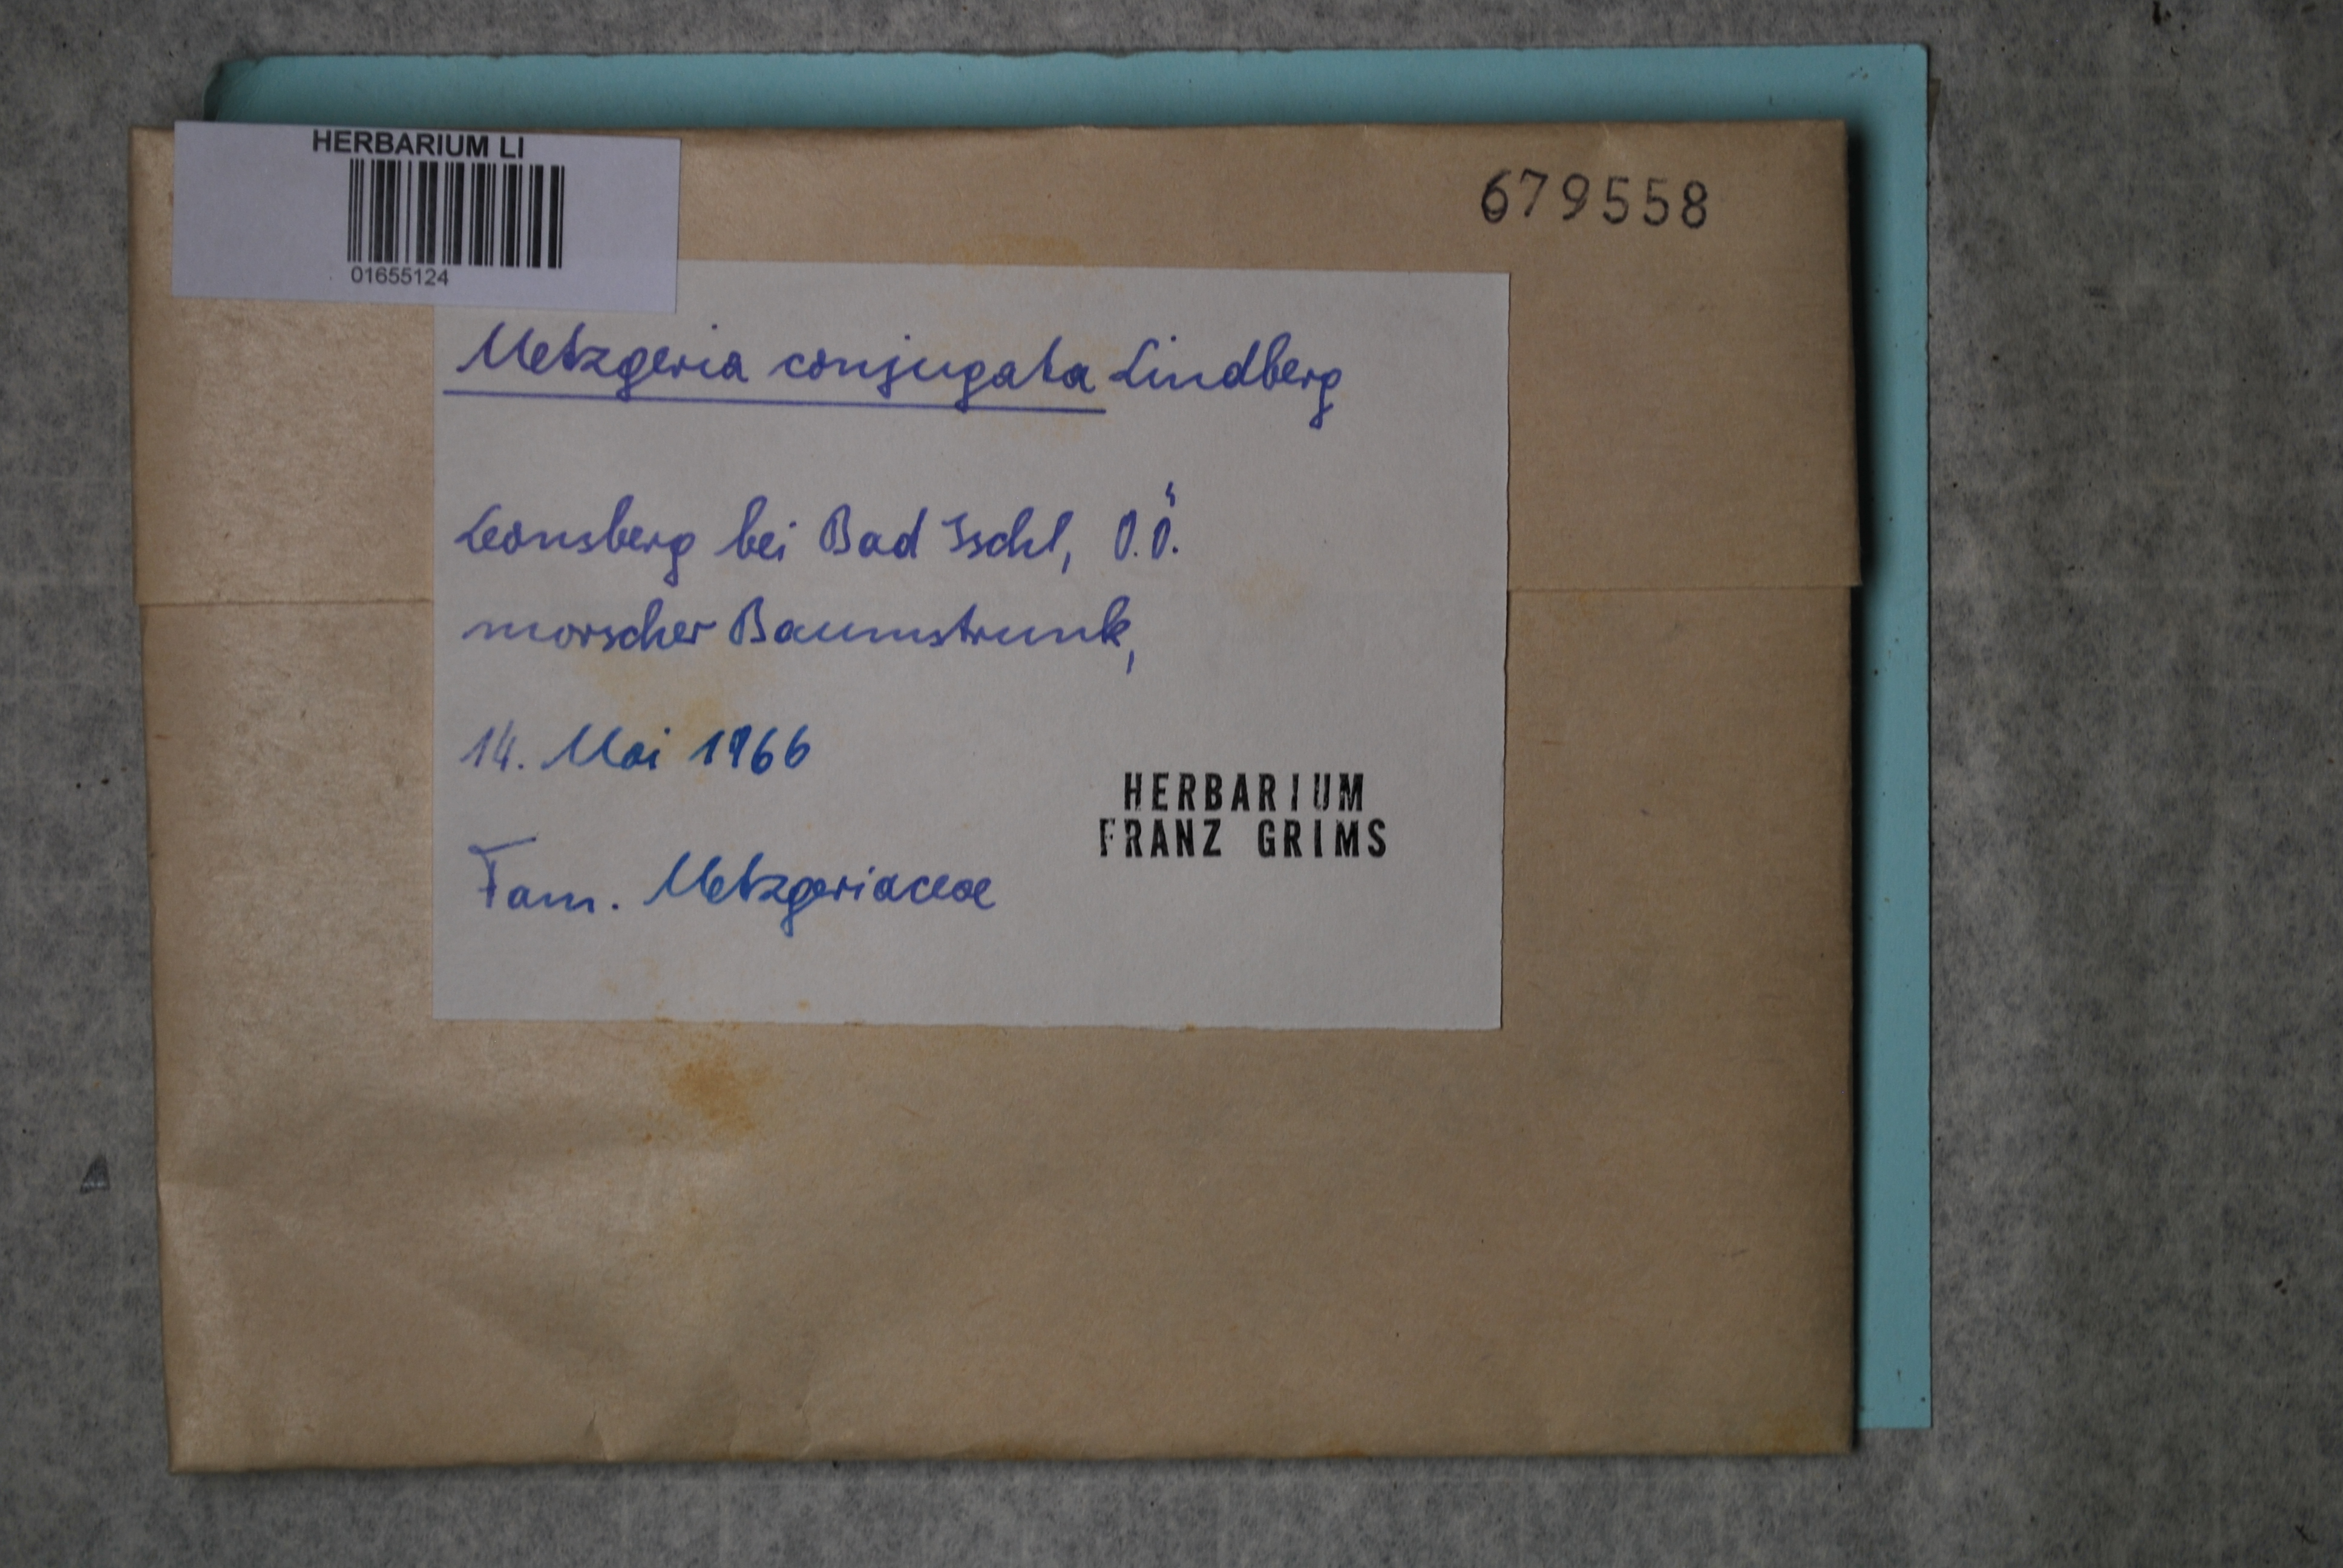 HERBARIUM LI
01655124
679558
Metzgeria conjugata Lindberg
Leonsberg bei Bad Ischl, O.Ö.
morscher Baumstrunk,
14. Mai 1966
HERBARIUM
FRANZ GRIMS
Fam. Metzgeriaceae